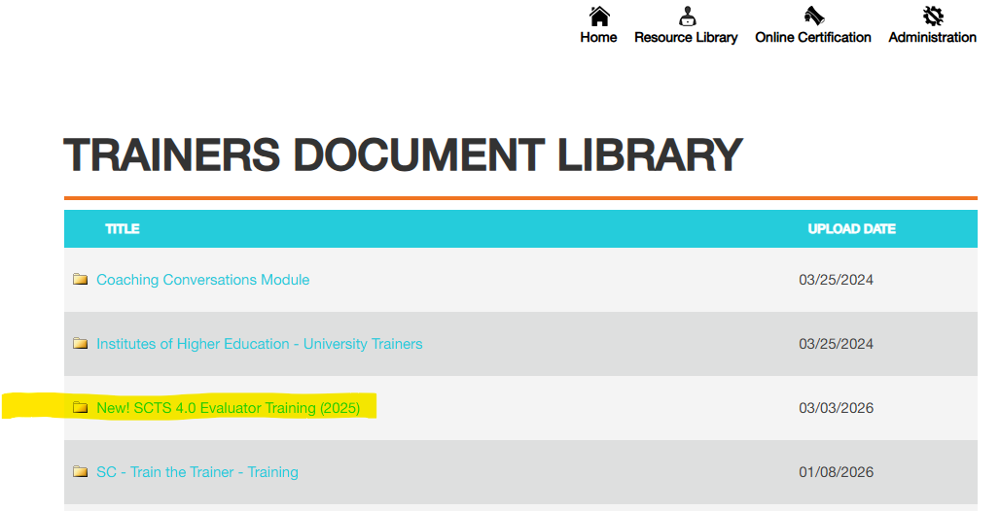 Home Resource Library Online Certification Administration
TRAINERS DOCUMENT LIBRARY
TITLE UPLOAD DATE
Coaching Conversations Module 03/25/2024
Institutes of Higher Education - University Trainers 03/25/2024
New! SCTS 4.0 Evaluator Training (2025) 03/03/2026
SC - Train the Trainer - Training 01/08/2026